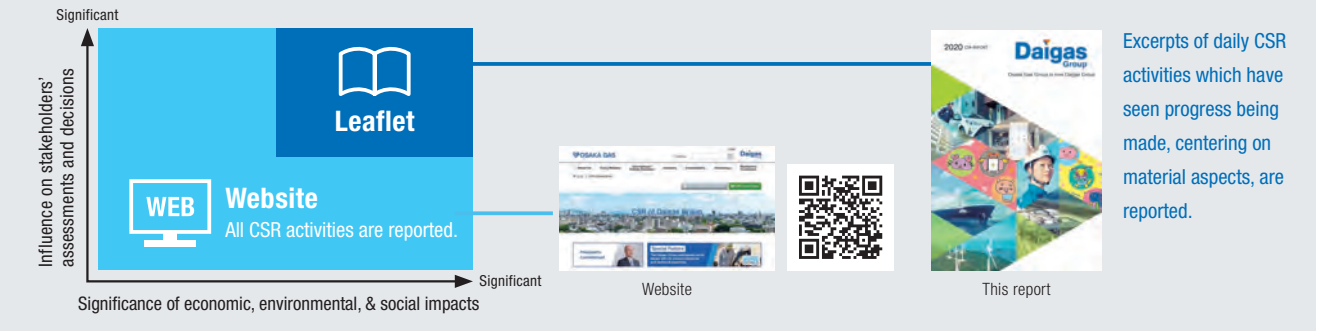 Significant
Influence on stakeholders'
assessments and decisions
Leaflet
WEB
Website
All CSR activities are reported.
Significant
Significance of economic, environmental, & social impacts
OSAKA GAS
Daigas
CSR of Daigas Group
Website
2020 CSR REPORT
Daigas
Group
This report
Excerpts of daily CSR
activities which have
seen progress being
made, centering on
material aspects, are
reported.